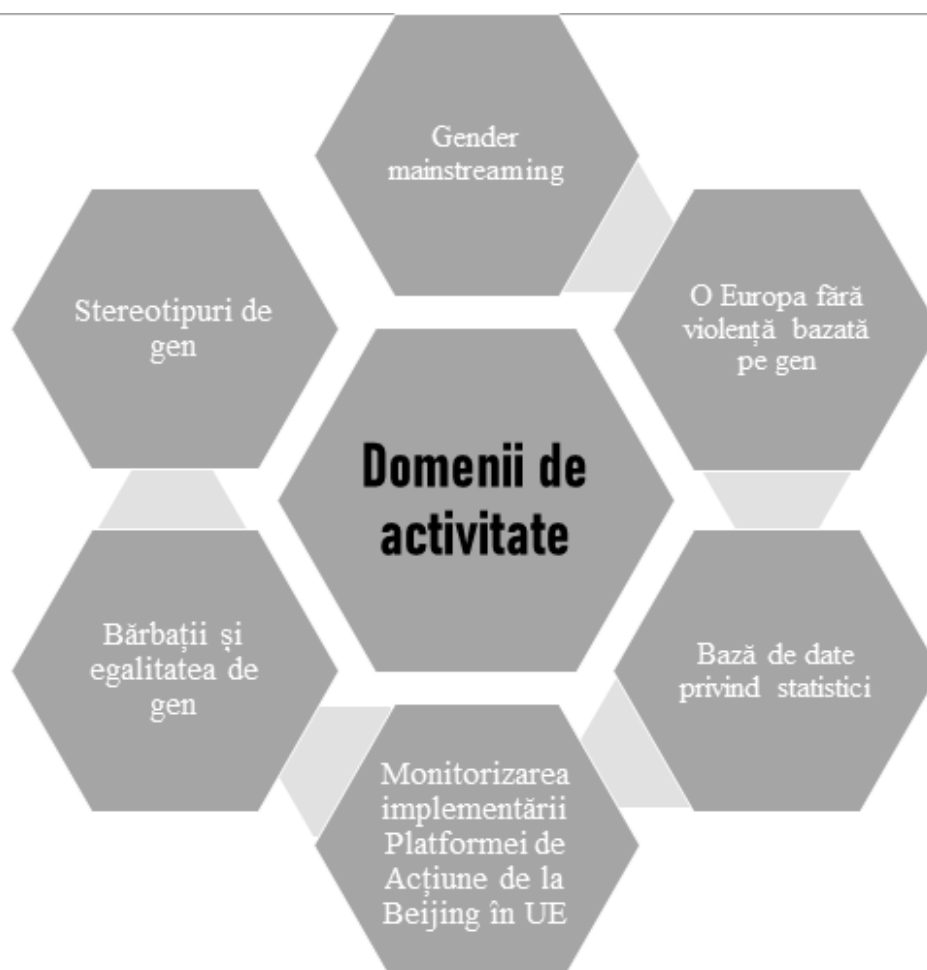 Gender
mainstreaming
O Europa fără
violență bazată
pe gen
Bază de date
privind statistici
Monitorizarea
implementării
Platformei de
Acțiune de la
Beijing în UE
Bărbații și
egalitatea de
gen
Stereotipuri de
gen
Domenii de
activitate